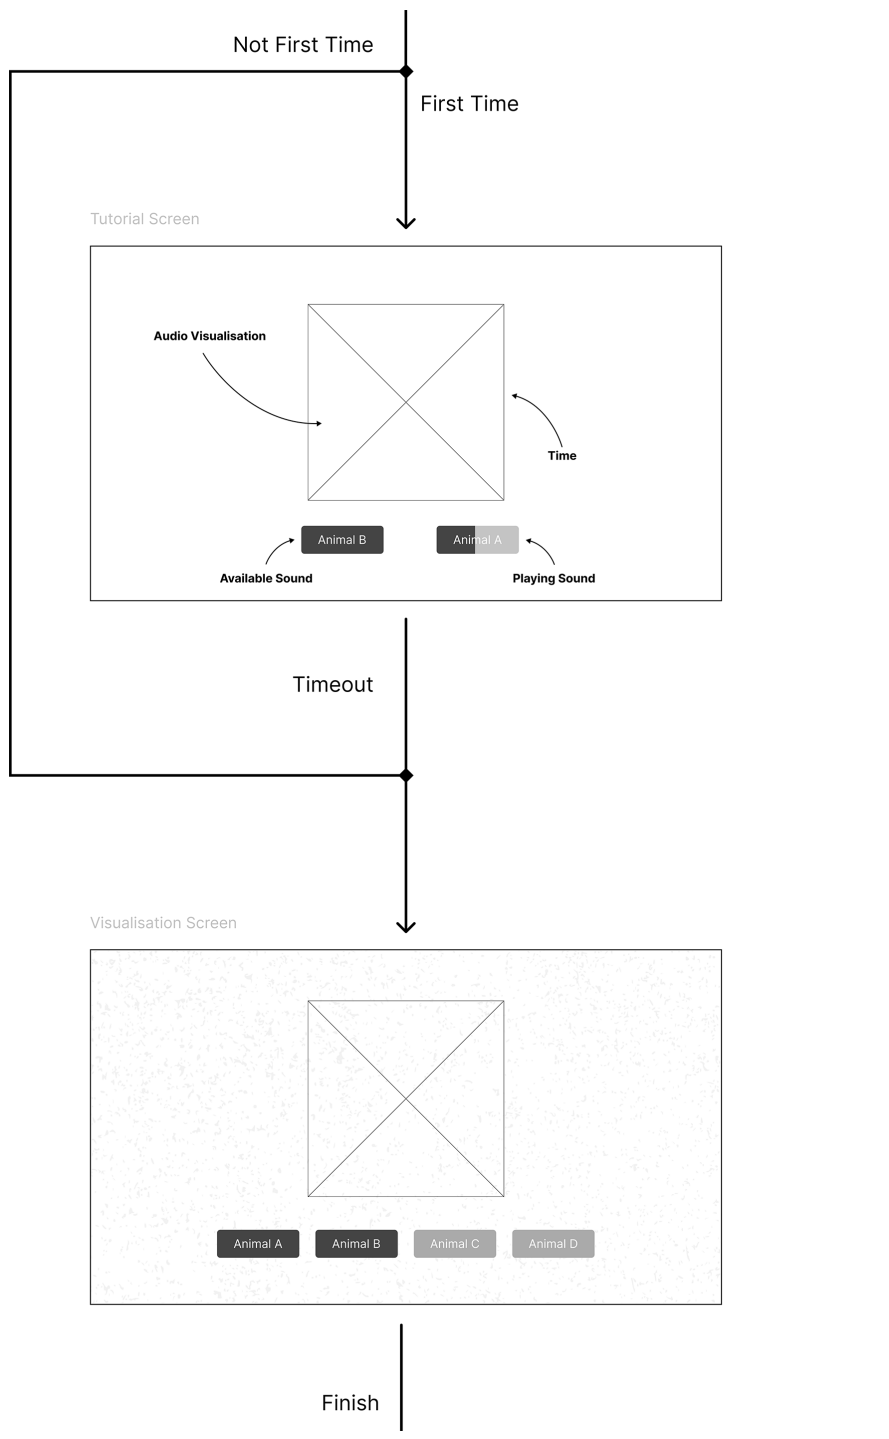 Not First Time
First Time
Tutorial Screen
Audio Visualisation
Time
Animal B
Animal A
Available Sound
Playing Sound
Timeout
Visualisation Screen
Animal A
Animal B
Animal C
Animal D
Finish